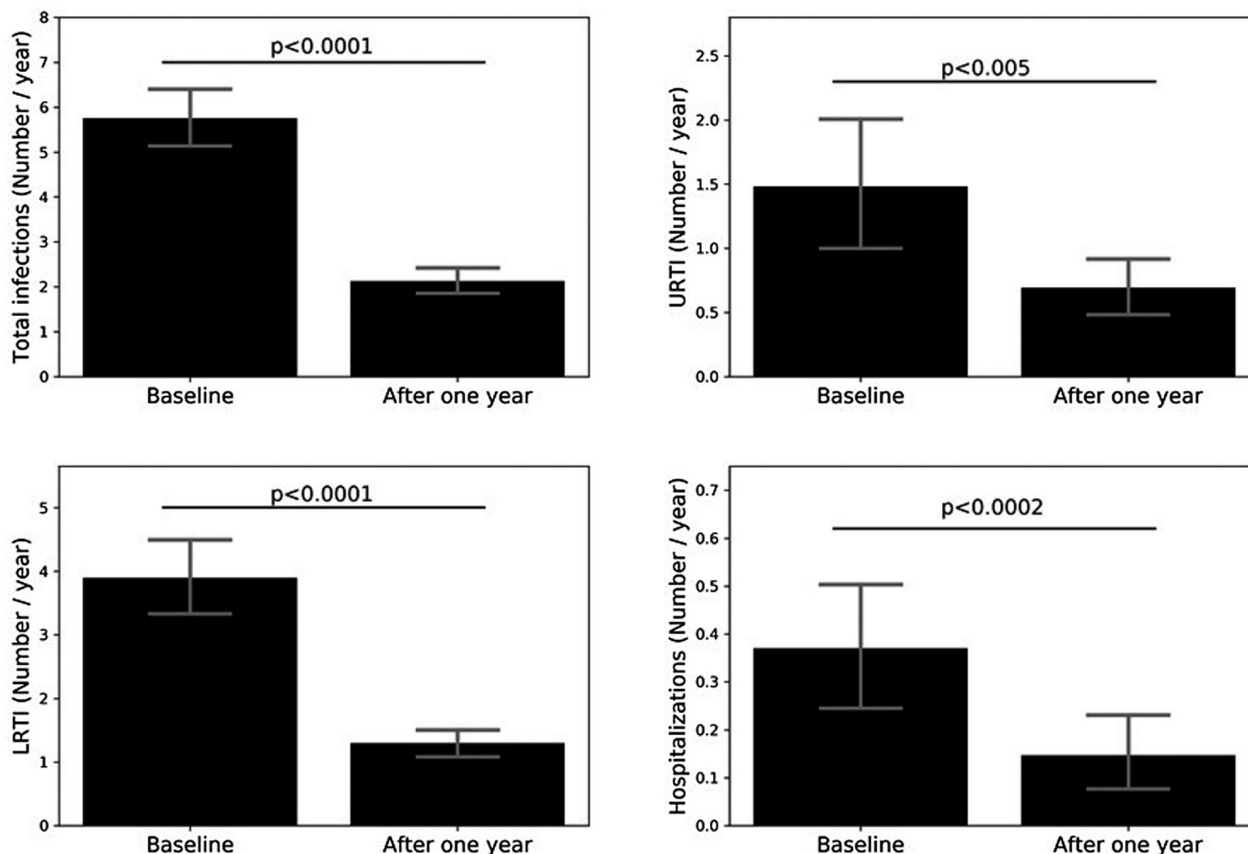 Total infections (Number / year)
8
7
6
5
4
3
2
1
0
p<0.0001
Baseline
After one year
URTI (Number / year)
2.5
2.0
1.5
1.0
0.5
0.0
p<0.005
Baseline
After one year
LRTI (Number / year)
5
4
3
2
1
0
p<0.0001
Baseline
After one year
Hospitalizations (Number / year)
0.7
0.6
0.5
0.4
0.3
0.2
0.1
0.0
p<0.0002
Baseline
After one year